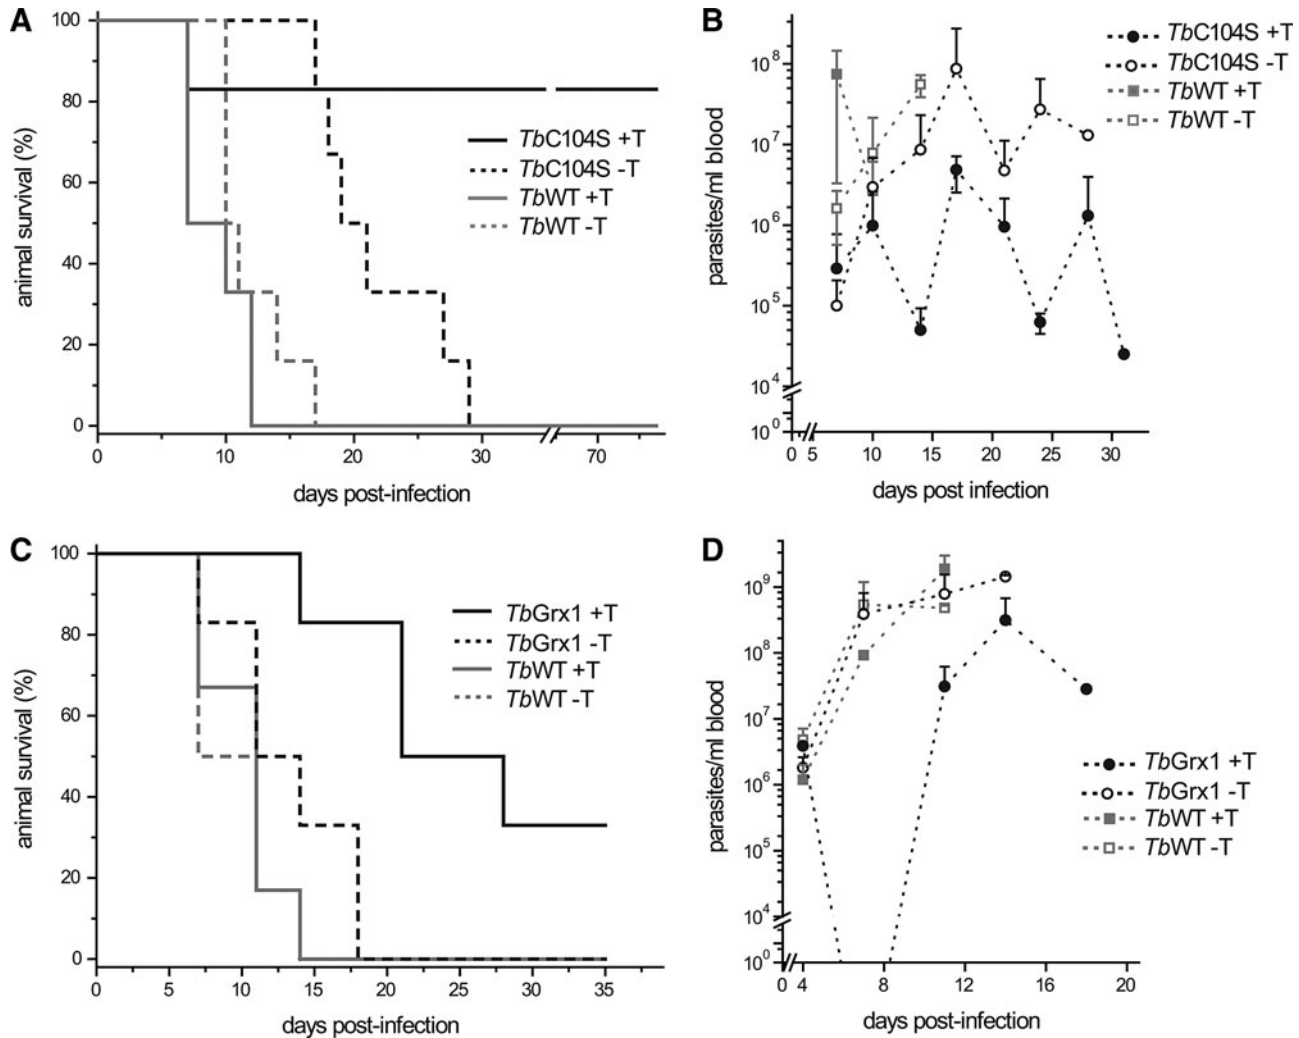 A
100
80
60
40
20
0
animal survival (%)
TbC104S +T
TbC104S -T
TbWT +T
TbWT -T
0 10 20 30 70
days post-infection
B
10^8
10^7
10^6
10^5
10^4
10^0
parasites/ml blood
TbC104S +T
TbC104S -T
TbWT +T
TbWT -T
0 5 10 15 20 25 30
days post infection
C
100
80
60
40
20
0
animal survival (%)
TbGrx1 +T
TbGrx1 -T
TbWT +T
TbWT -T
0 5 10 15 20 25 30 35
days post-infection
D
10^9
10^8
10^7
10^6
10^5
10^4
10^0
parasites/ml blood
TbGrx1 +T
TbGrx1 -T
TbWT +T
TbWT -T
0 4 8 12 16 20
days post-infection